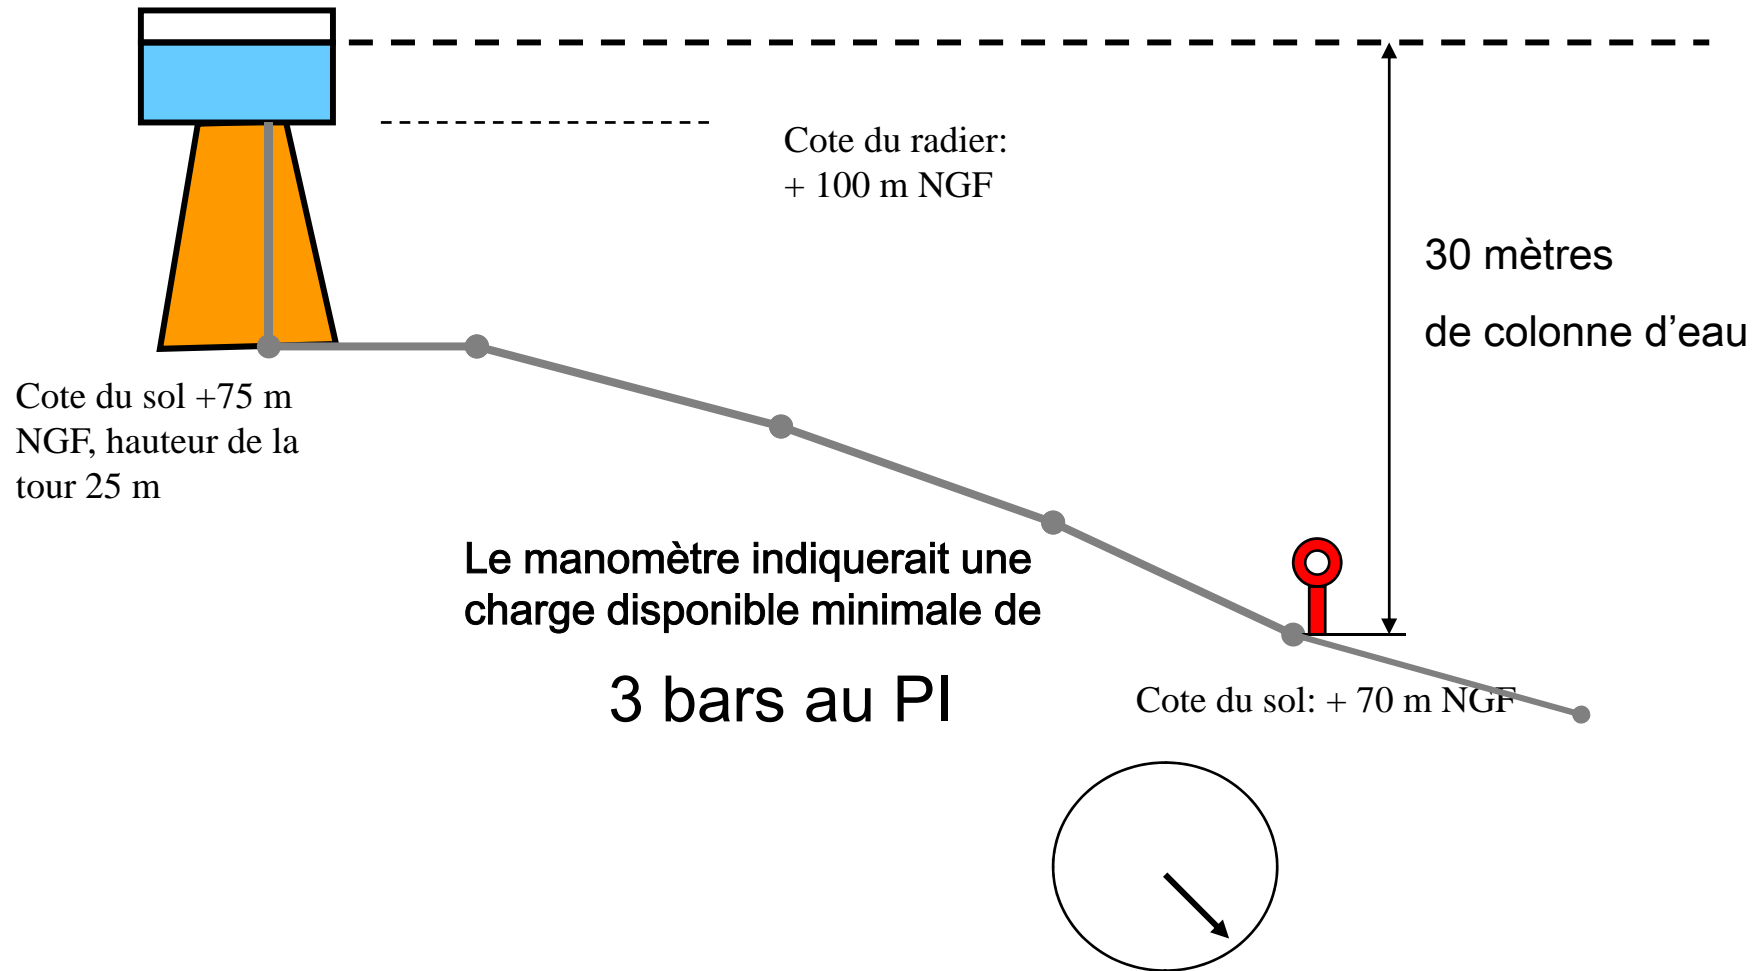 Cote du radier:
+ 100 m NGF
30 mètres
de colonne d’eau
Cote du sol +75 m
NGF, hauteur de la
tour 25 m
Le manomètre indiquerait une
charge disponible minimale de
3 bars au PI
Cote du sol: + 70 m NGF